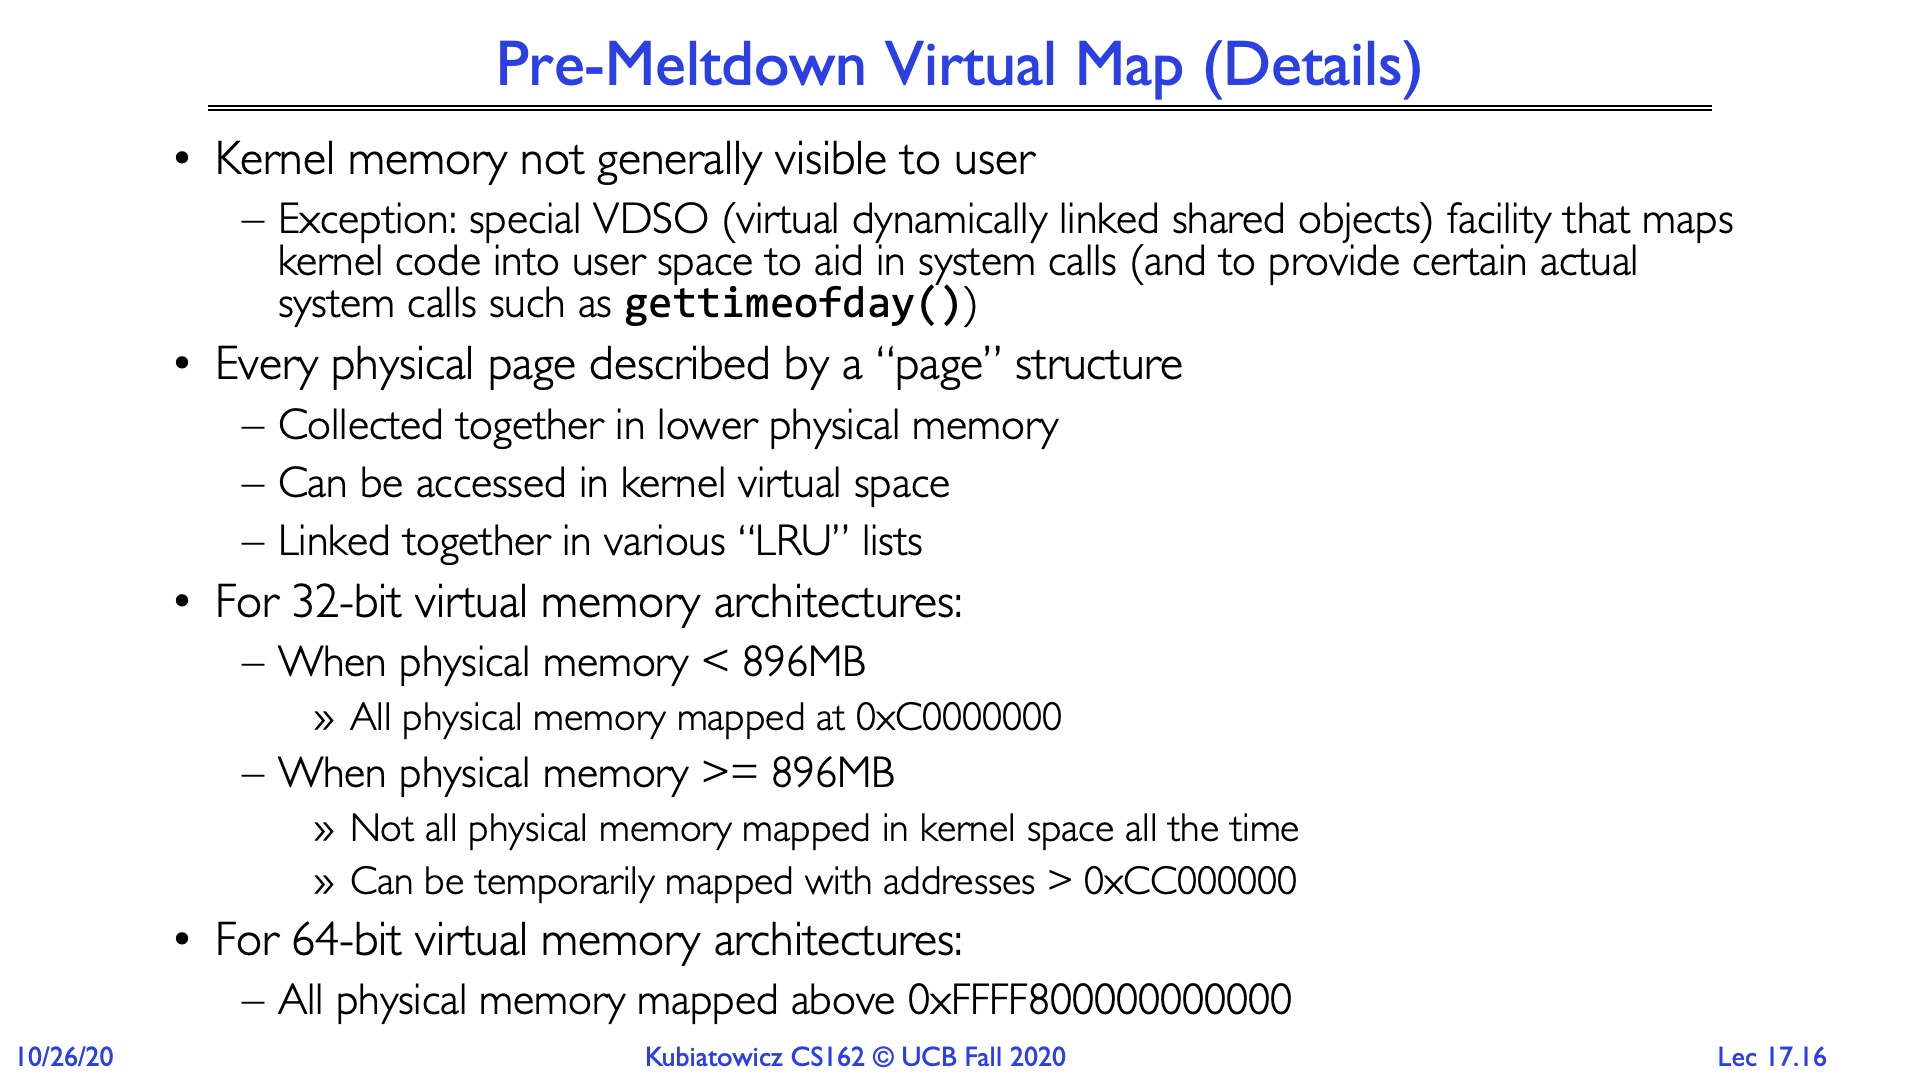 Pre-Meltdown Virtual Map (Details)
• Kernel memory not generally visible to user
– Exception: special VDSO (virtual dynamically linked shared objects) facility that maps
kernel code into user space to aid in system calls (and to provide certain actual
system calls such as gettimeofday())
• Every physical page described by a “page” structure
– Collected together in lower physical memory
– Can be accessed in kernel virtual space
– Linked together in various “LRU” lists
• For 32-bit virtual memory architectures:
– When physical memory < 896MB
» All physical memory mapped at 0xC0000000
– When physical memory >= 896MB
» Not all physical memory mapped in kernel space all the time
» Can be temporarily mapped with addresses > 0xCC000000
• For 64-bit virtual memory architectures:
– All physical memory mapped above 0xFFFF800000000000
10/26/20
Kubiatowicz CS162 © UCB Fall 2020
Lec 17.16